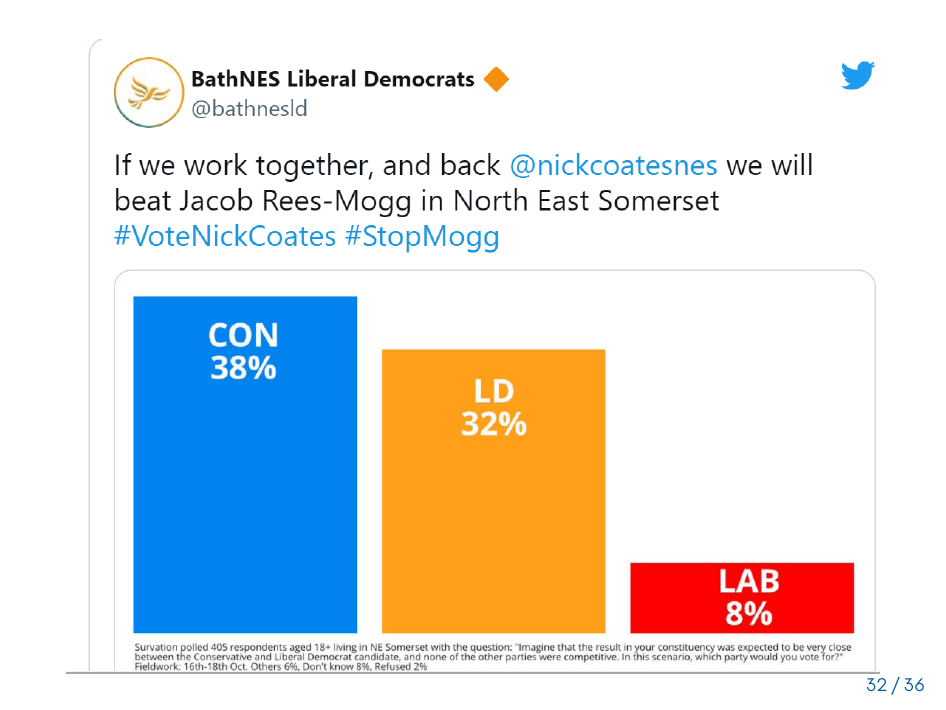 BathNES Liberal Democrats
@bathnesld
If we work together, and back @nickcoatesnes we will
beat Jacob Rees-Mogg in North East Somerset
#VoteNickCoates #StopMogg
CON
38%
LD
32%
LAB
8%
Survation polled 405 respondents aged 18+ living in NE Somerset with the question: "Imagine that the result in your constituency was expected to be very close
between the Conservative and Liberal Democrat candidate, and none of the other parties were competitive. In this scenario, which party would you vote for?"
Fieldwork: 16th-18th Oct. Others 6%, Don't know 8%, Refused 2%
32 / 36